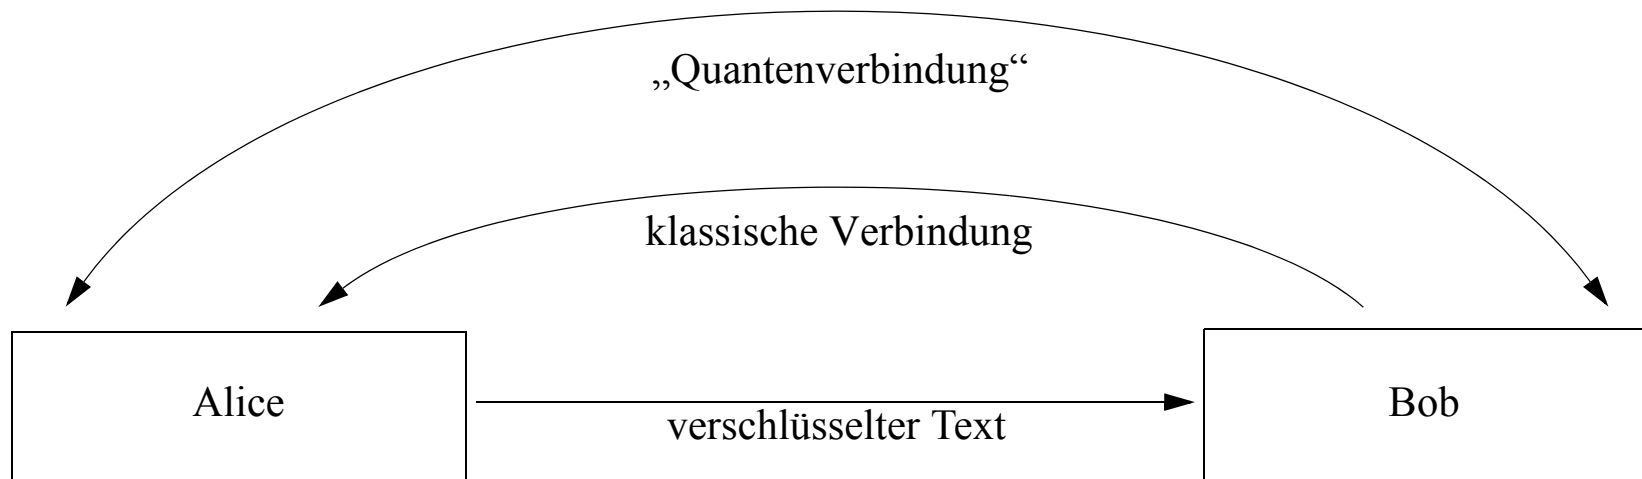 „Quantenverbindung“
klassische Verbindung
Alice
verschlüsselter Text
Bob